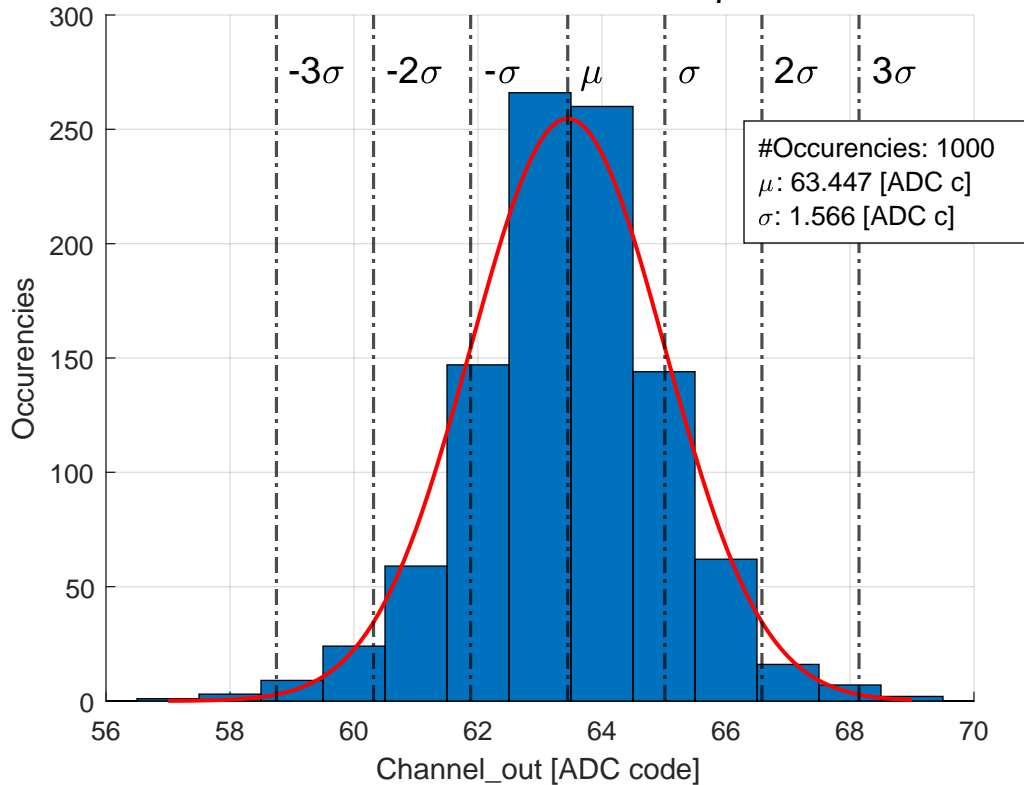 300
250
200
150
100
50
0
-3σ
-2σ
-σ
μ
σ
2σ
3σ
#Occurencies: 1000
μ: 63.447 [ADC c]
σ: 1.566 [ADC c]
Occurencies
56
58
60
62
64
66
68
70
Channel_out [ADC code]